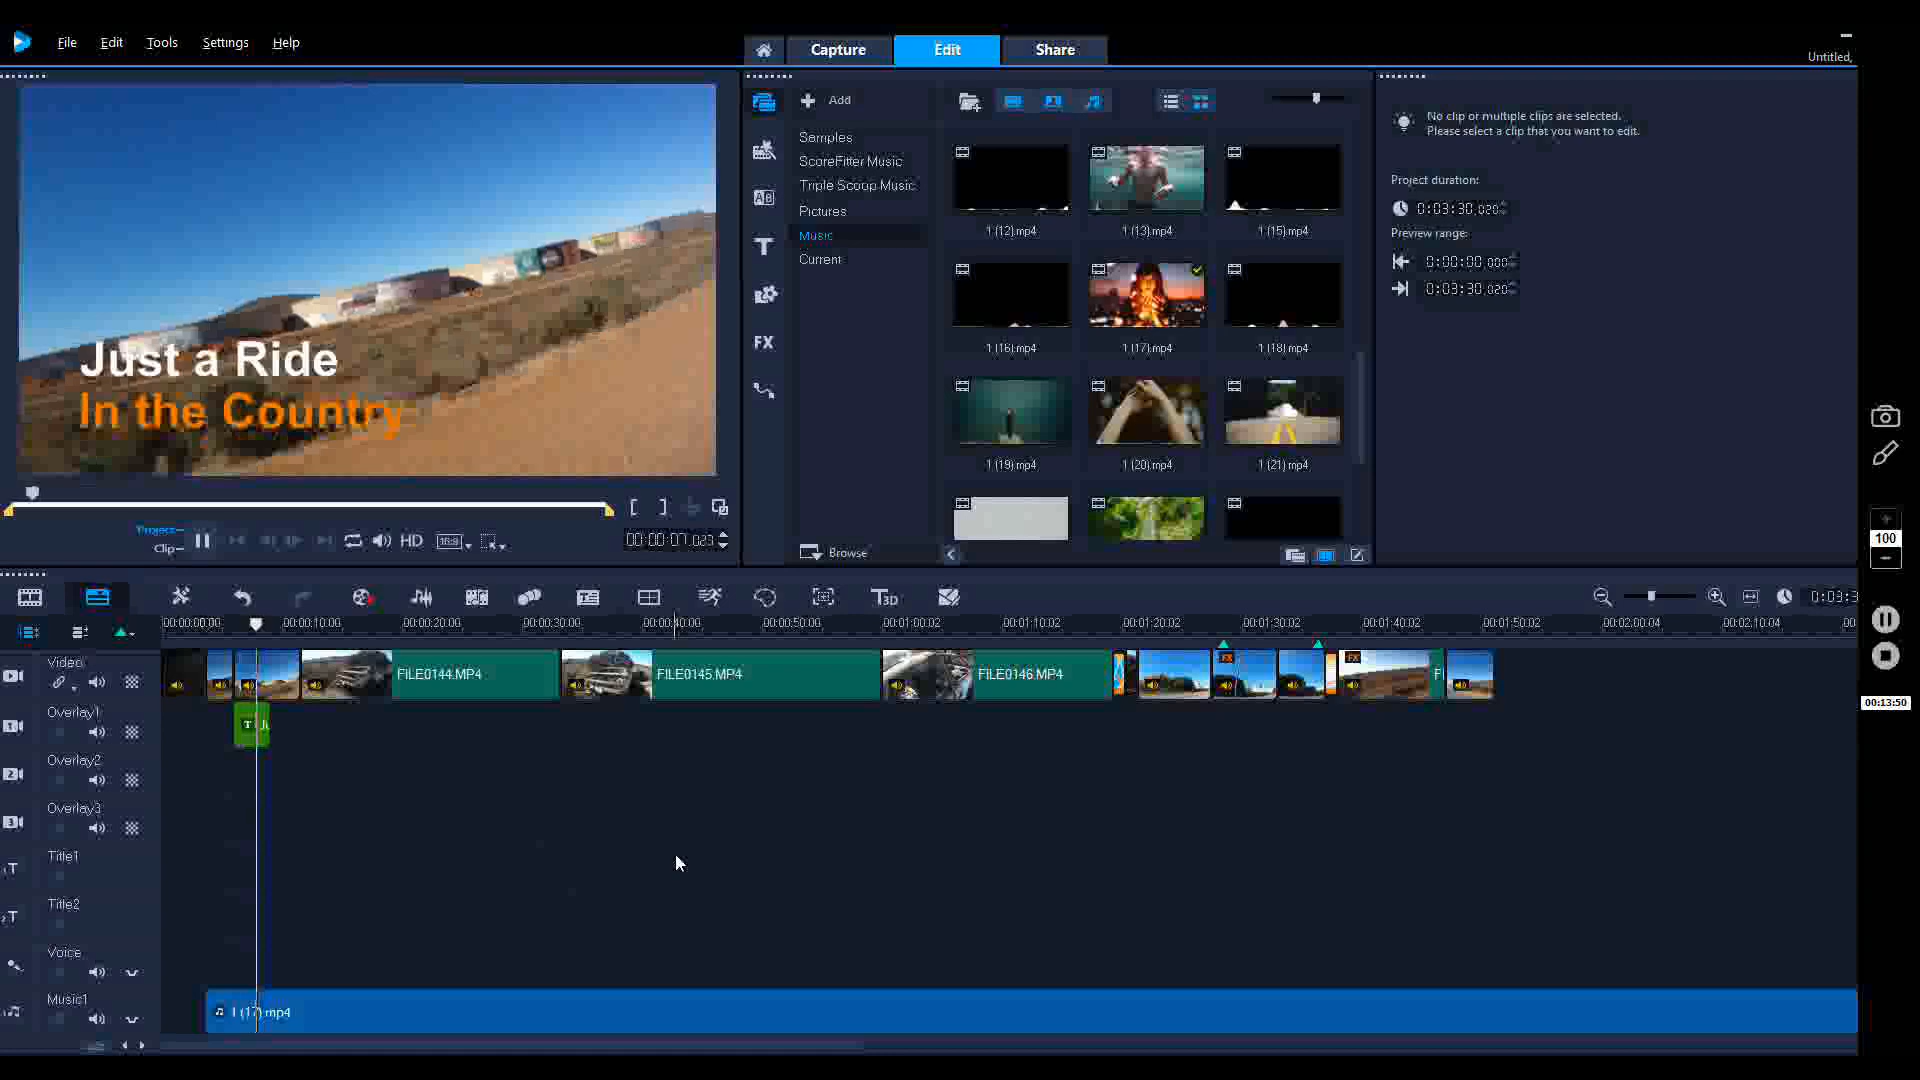 File Edit Tools Settings Help
Capture Edit Share
Untitled,
Just a Ride
In the Country
Project
Clip
HD
16:9
00:00:07.023
Add
Samples
ScoreFitter Music
Triple Scoop Music
Pictures
Music
Current
Browse
FX
1 (12).mp4
1 (13).mp4
1 (15).mp4
1 (16).mp4
1 (17).mp4
1 (18).mp4
1 (19).mp4
1 (20).mp4
1 (21).mp4
No clip or multiple clips are selected.
Please select a clip that you want to edit.
Project duration:
0:03:30.020
Preview range:
0:00:00.000
0:03:30.020
100
00:13:50
T3D
0:03:3
00:00:00:00 00:00:10.00 00:00:20.00 00:00:30.00 00:00:40.00 00:00:50.00 00:01:00.02 00:01:10.02 00:01:20.02 00:01:30.02 00:01:40.02 00:01:50.02 00:02:00.04 00:02:10.04 00
Video
FILE0144.MP4
FILE0145.MP4
FILE0146.MP4
FX
FX
F
Overlay1
T
Overlay2
Overlay3
Title1
Title2
Voice
Music1
1 (17).mp4